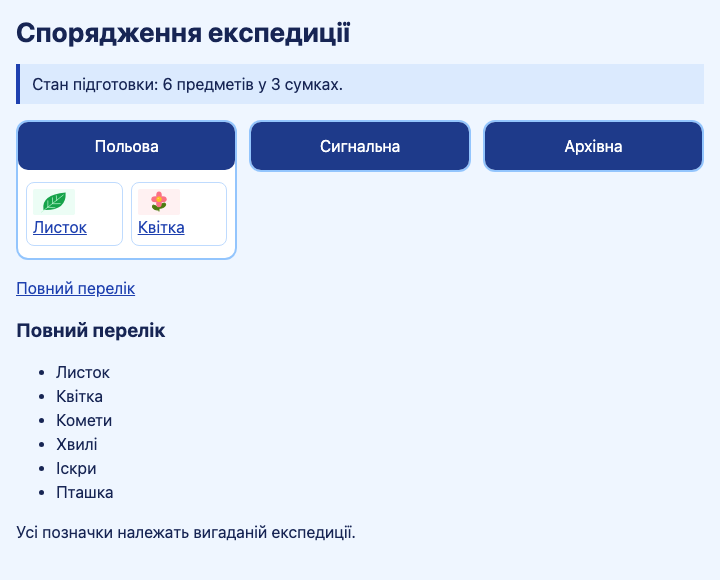 Спорядження експедиції
Стан підготовки: 6 предметів у 3 сумках.
Польова
Сигнальна
Архівна
Листок
Квітка
Повний перелік
Повний перелік
Листок
Квітка
Комети
Хвилі
Іскри
Пташка
Усі позначки належать вигаданій експедиції.